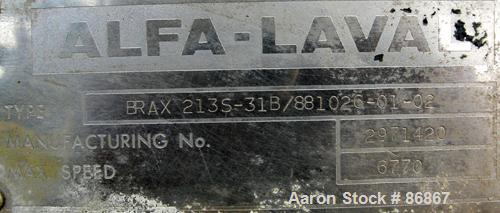 ALFA-LAVAL
TYPE BRAX 213S-31B/881026-01-02
MANUFACTURING No. 2971420
MAX. SPEED 6770
Aaron Stock # 86867